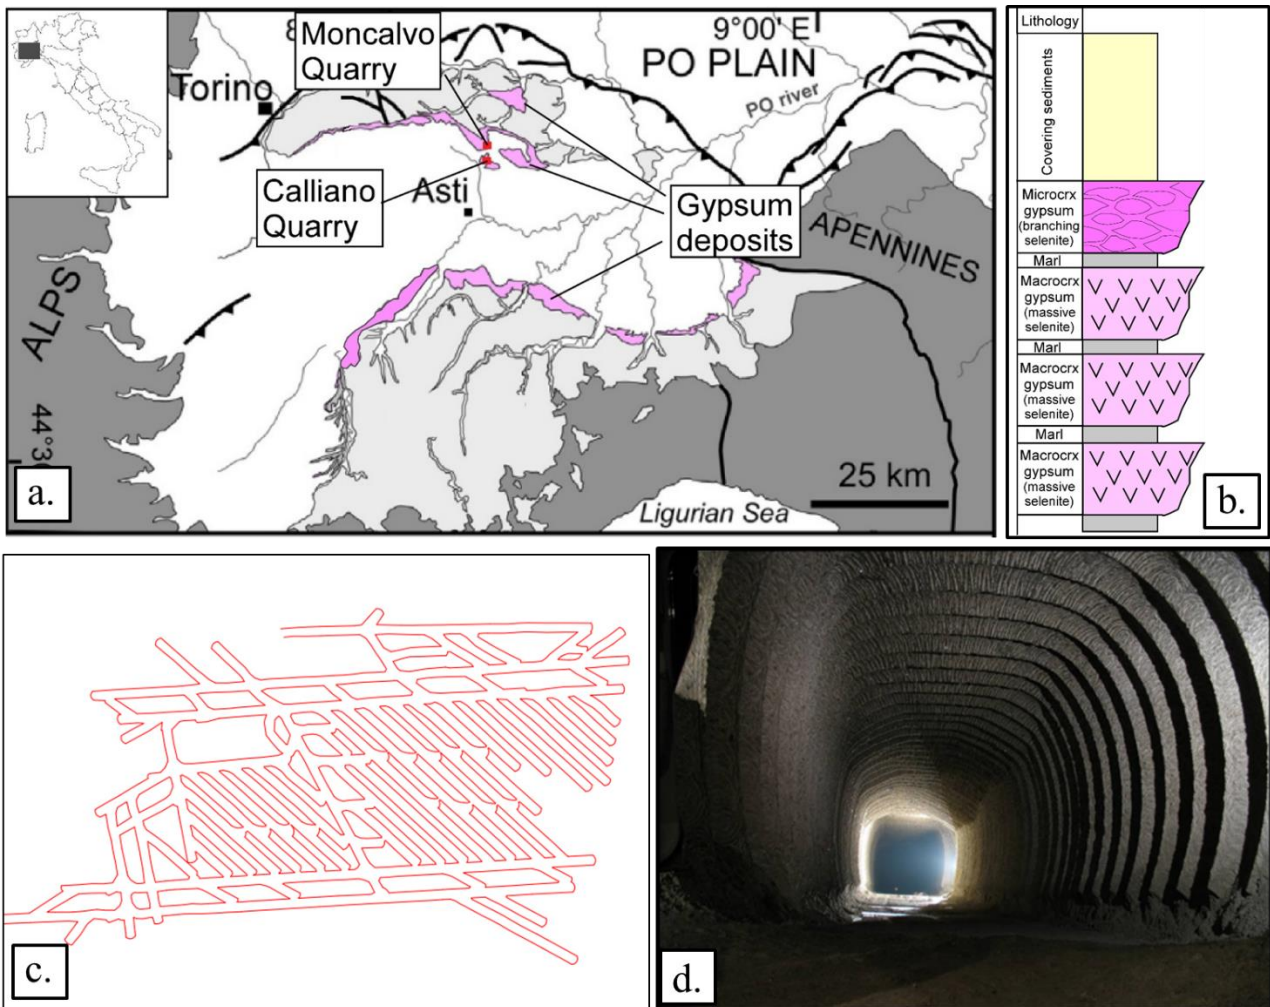 8
9°00' E
Moncalvo
Quarry
PO PLAIN
Torino
PO river
Calliano
Quarry
Asti
Gypsum
deposits
APENNINES
ALPS
44°3
25 km
Ligurian Sea
a.
Lithology
Covering sediments
Microcrx
gypsum
(branching
selenite)
Marl
Macrocrx
gypsum
(massive
selenite)
Marl
Macrocrx
gypsum
(massive
selenite)
Marl
Macrocrx
gypsum
(massive
selenite)
b.
c.
d.